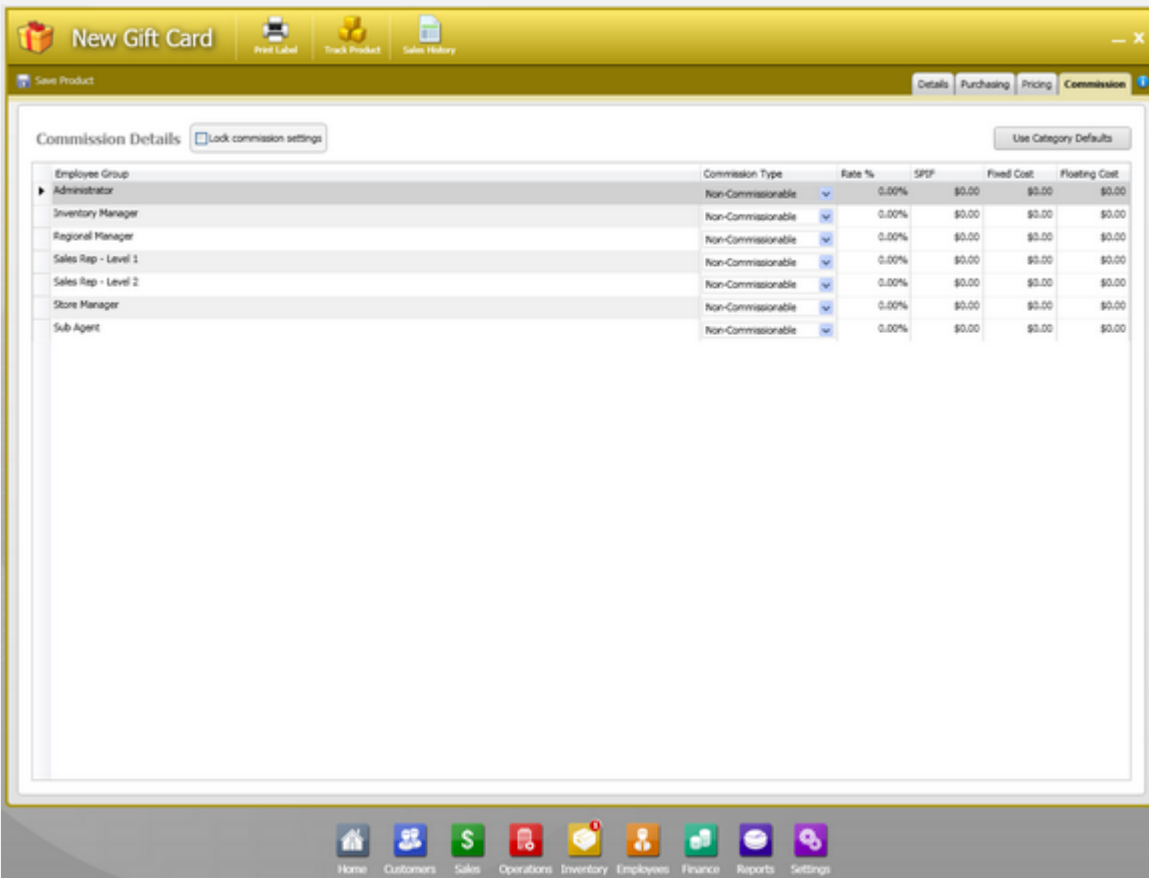 New Gift Card
Print Label Track Product Sales History
Save Product
Details Purchasing Pricing Commission
Commission Details Lock commission settings Use Category Defaults
Employee Group Commission Type Rate % SPIF Fixed Cost Floating Cost
Administrator Non-Commissionable 0.00% $0.00 $0.00 $0.00
Inventory Manager Non-Commissionable 0.00% $0.00 $0.00 $0.00
Regional Manager Non-Commissionable 0.00% $0.00 $0.00 $0.00
Sales Rep - Level 1 Non-Commissionable 0.00% $0.00 $0.00 $0.00
Sales Rep - Level 2 Non-Commissionable 0.00% $0.00 $0.00 $0.00
Store Manager Non-Commissionable 0.00% $0.00 $0.00 $0.00
Sub Agent Non-Commissionable 0.00% $0.00 $0.00 $0.00
Home Customers Sales Operations Inventory Employees Finance Reports Settings